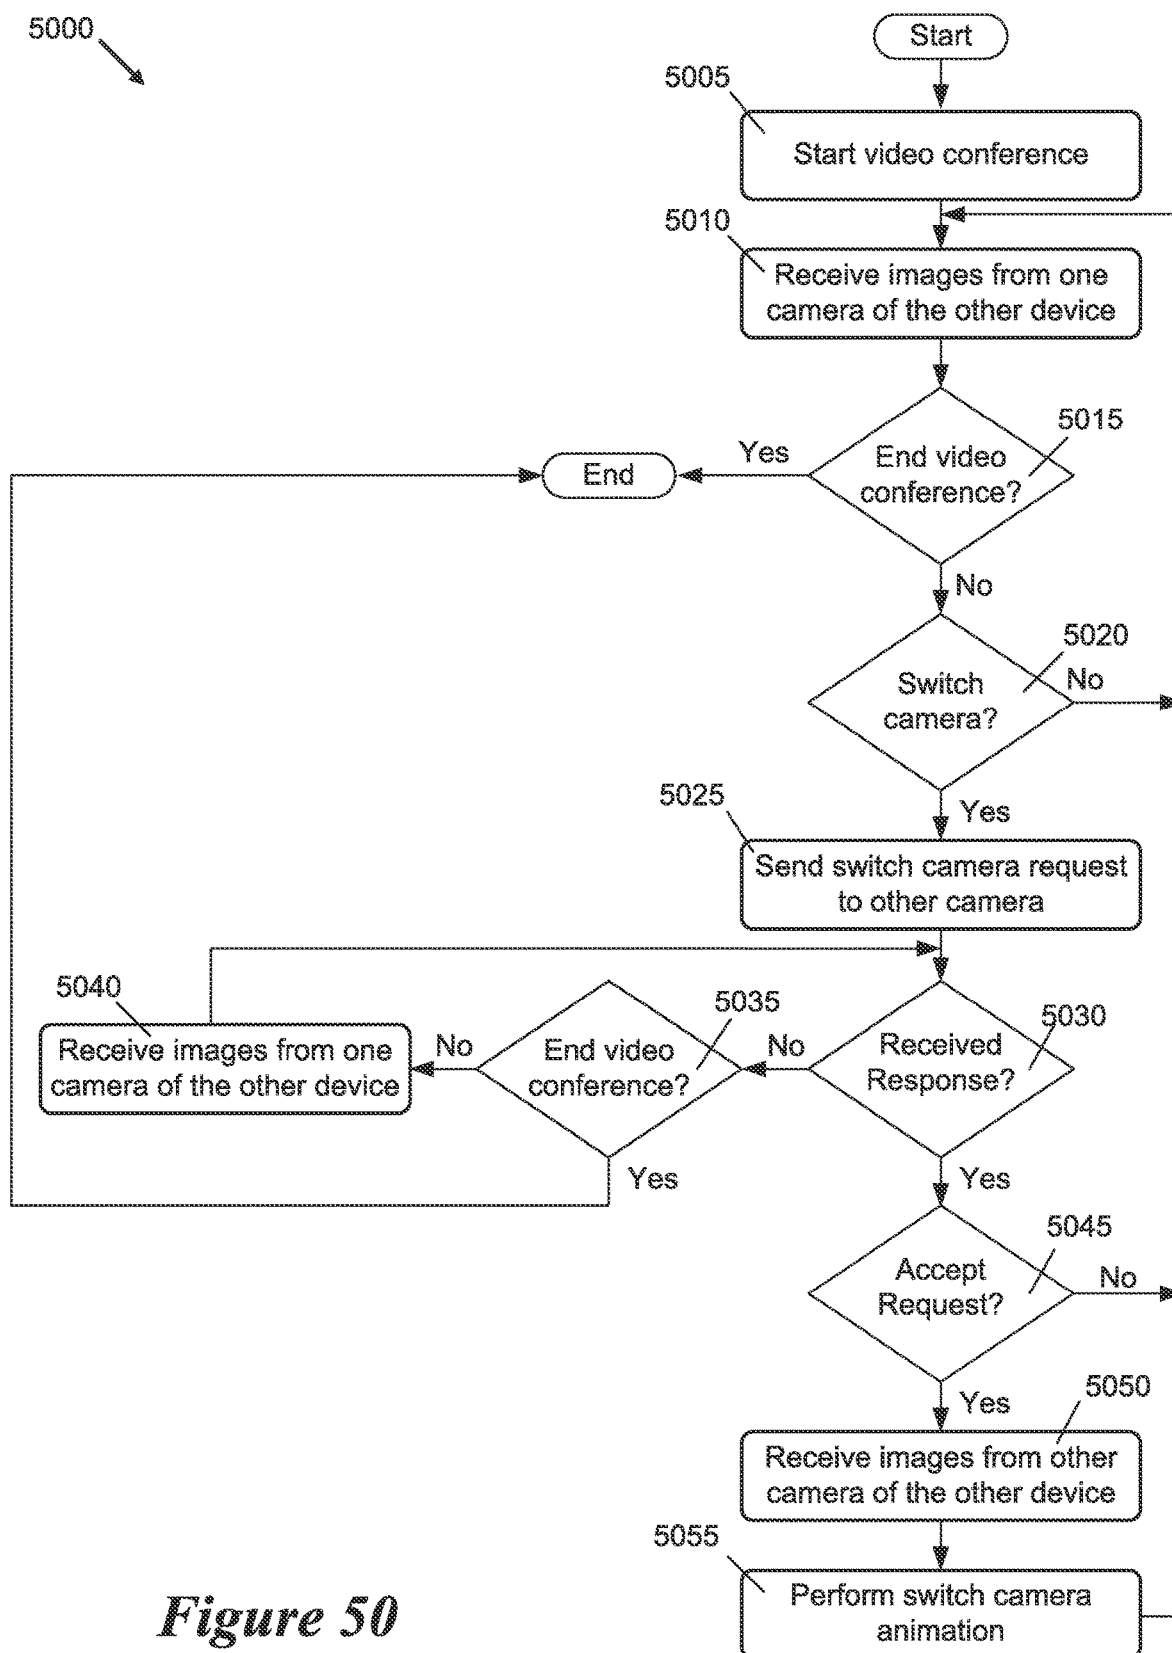 5000
Start
5005
Start video conference
5010
Receive images from one
camera of the other device
5015
End video
conference?
Yes
End
No
5020
Switch
camera?
No
Yes
5025
Send switch camera request
to other camera
5030
Received
Response?
No
5035
End video
conference?
No
5040
Receive images from one
camera of the other device
Yes
Yes
5045
Accept
Request?
No
Yes
5050
Receive images from other
camera of the other device
5055
Perform switch camera
animation
Figure 50